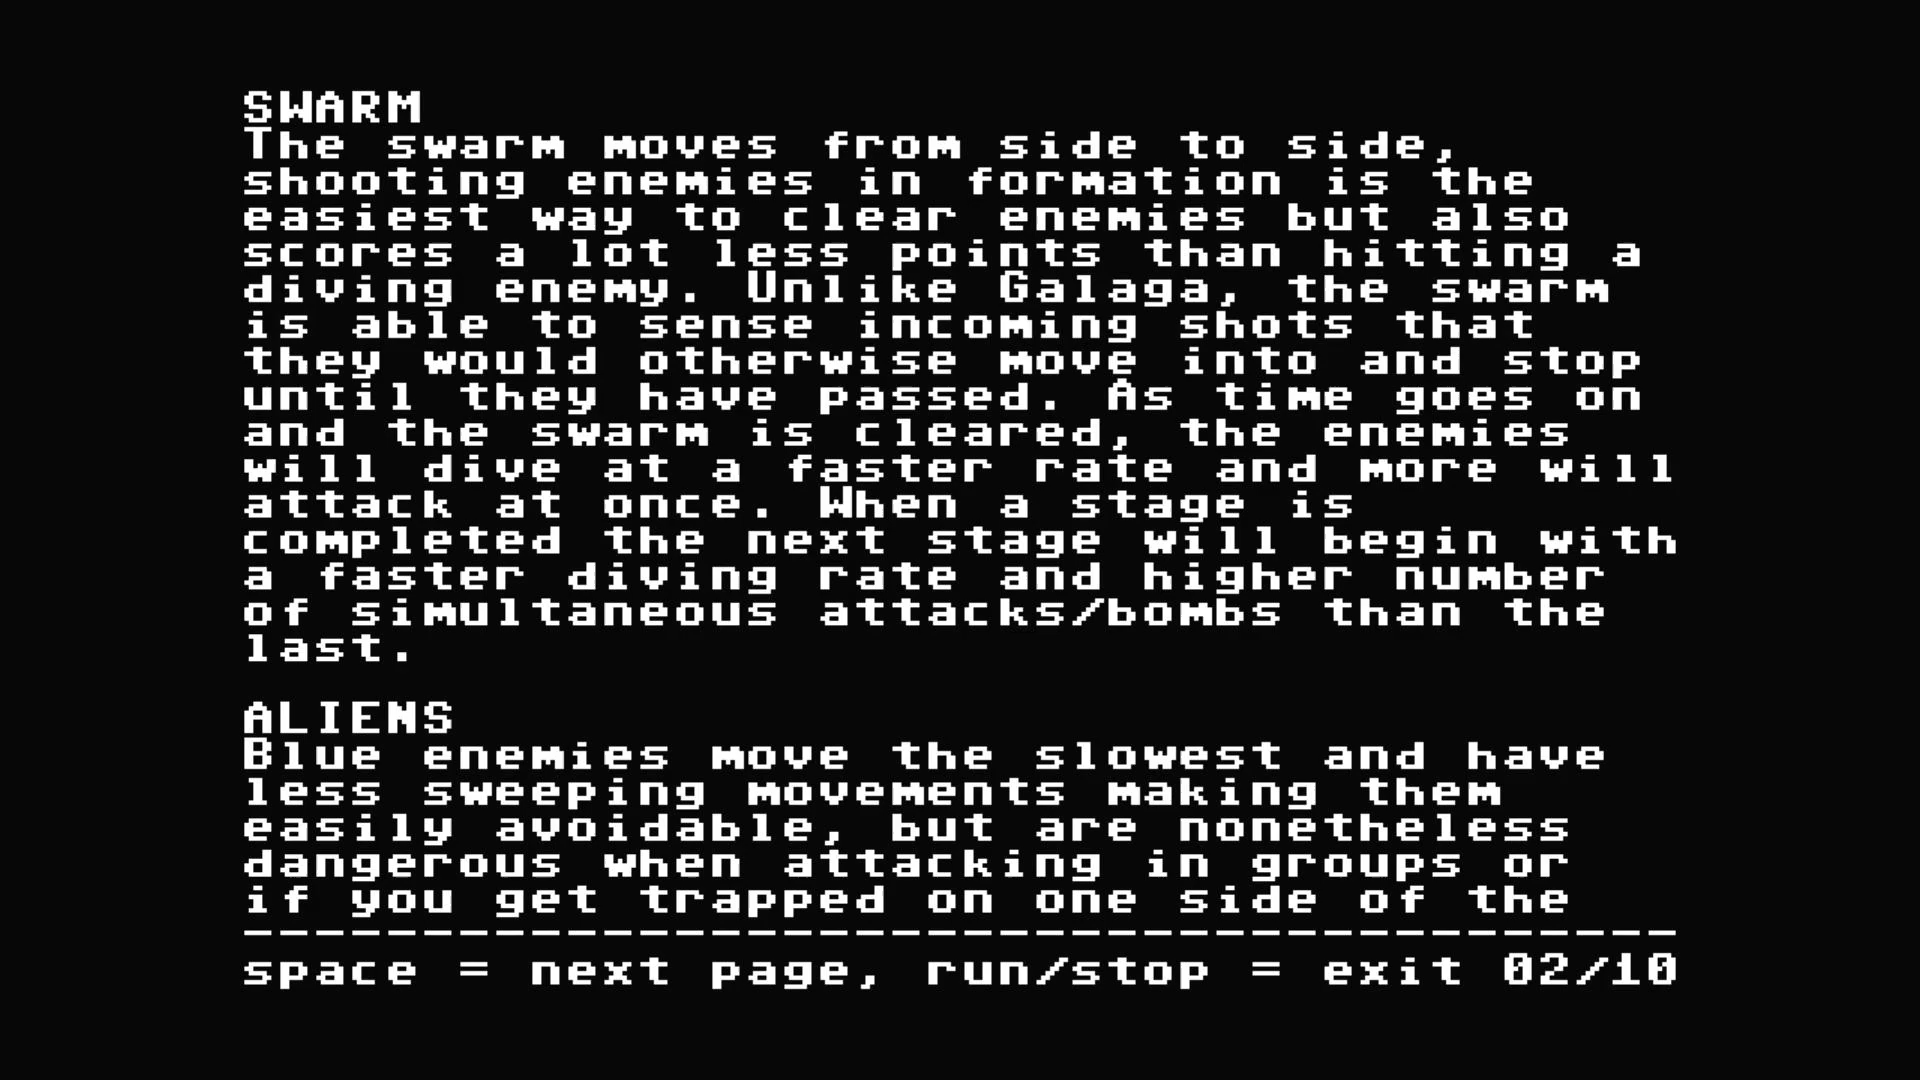 SWARM
The swarm moves from side to side,
shooting enemies in formation is the
easiest way to clear enemies but also
scores a lot less points than hitting a
diving enemy. Unlike Galaga, the swarm
is able to sense incoming shots that
they would otherwise move into and stop
until they have passed. As time goes on
and the swarm is cleared, the enemies
will dive at a faster rate and more will
attack at once. When a stage is
completed the next stage will begin with
a faster diving rate and higher number
of simultaneous attacks/bombs than the
last.
ALIENS
Blue enemies move the slowest and have
less sweeping movements making them
easily avoidable, but are nonetheless
dangerous when attacking in groups or
if you get trapped on one side of the
----------------------------------------
space = next page, run/stop = exit 02/10